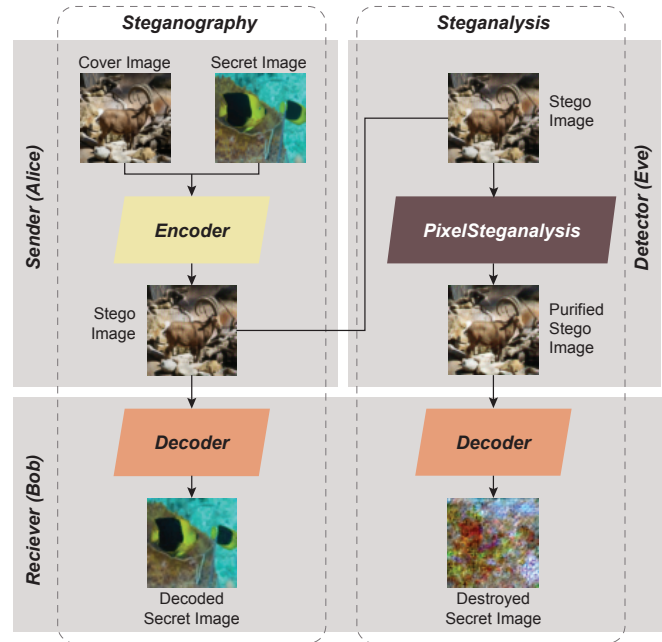 Steganography
Steganalysis
Cover Image
Secret Image
Stego
Image
Sender (Alice)
Detector (Eve)
Encoder
PixelSteganalysis
Stego
Image
Purified
Stego
Image
Reciever (Bob)
Decoder
Decoder
Decoded
Secret Image
Destroyed
Secret Image